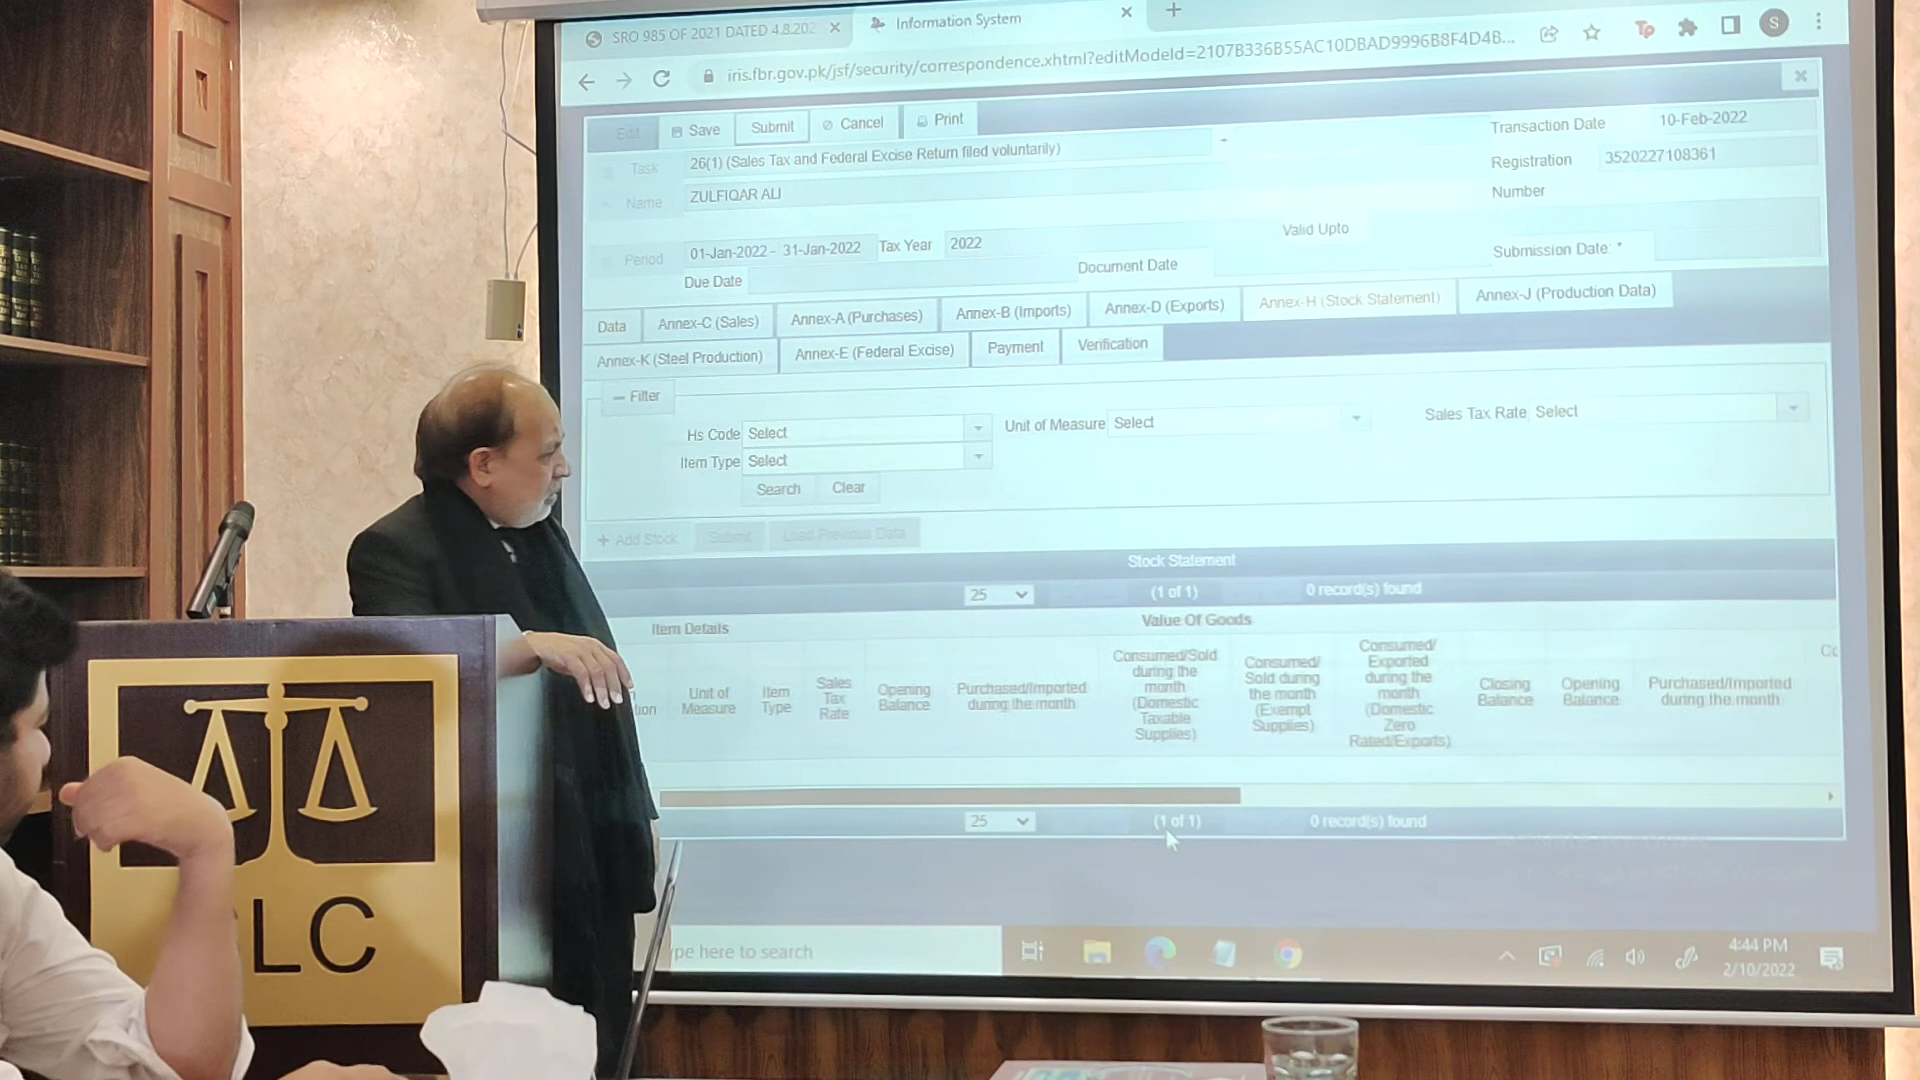 SRO 985 OF 2021 DATED 4.8.202
Information System
iris.fbr.gov.pk/jsf/security/correspondence.xhtml?editModeId=2107B336B55AC10DBAD9996B8F4D4B...
S
Edit Save Submit Cancel Print
Transaction Date 10-Feb-2022
Task 26(1) (Sales Tax and Federal Excise Return filed voluntarily)
Registration 3520227108361
Number
Name ZULFIQAR ALI
Period 01-Jan-2022 - 31-Jan-2022 Tax Year 2022
Valid Upto
Submission Date: *
Due Date
Document Date
Data Annex-C (Sales) Annex-A (Purchases) Annex-B (Imports) Annex-D (Exports) Annex-H (Stock Statement) Annex-J (Production Data)
Annex-K (Steel Production) Annex-E (Federal Excise) Payment Verification
Filter
Hs Code Select Unit of Measure Select Sales Tax Rate Select
Item Type Select
Search Clear
+ Add Stock Submit Load Previous Data
Stock Statement
25 (1 of 1) 0 record(s) found
Item Details Value Of Goods
Unit of Measure
Item Type
Sales Tax Rate
Opening Balance
Purchased/Imported during the month
Consumed/Sold during the month (Domestic Taxable Supplies)
Consumed/ Sold during the month (Exempt Supplies)
Consumed/ Exported during the month (Domestic Zero Rated/Exports)
Closing Balance
Opening Balance
Purchased/Imported during the month
25 (1 of 1) 0 record(s) found
pe here to search
4:44 PM
2/10/2022
LC